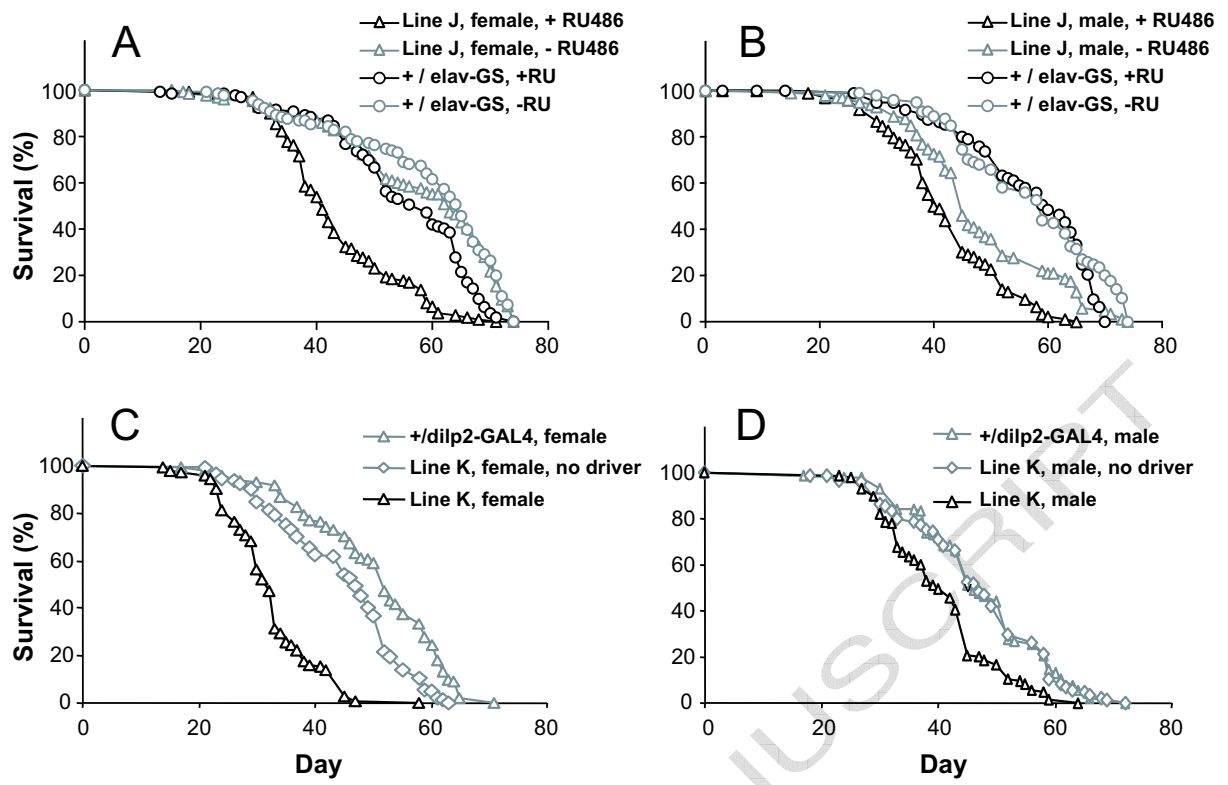 A
Line J, female, + RU486
Line J, female, - RU486
+ / elav-GS, +RU
+ / elav-GS, -RU
Survival (%)
100
80
60
40
20
0
0 20 40 60 80
B
Line J, male, + RU486
Line J, male, - RU486
+ / elav-GS, +RU
+ / elav-GS, -RU
100
80
60
40
20
0
0 20 40 60 80
C
+/dilp2-GAL4, female
Line K, female, no driver
Line K, female
Survival (%)
100
80
60
40
20
0
0 20 40 60 80
Day
D
+/dilp2-GAL4, male
Line K, male, no driver
Line K, male
100
80
60
40
20
0
0 20 40 60 80
Day
USCRIPT